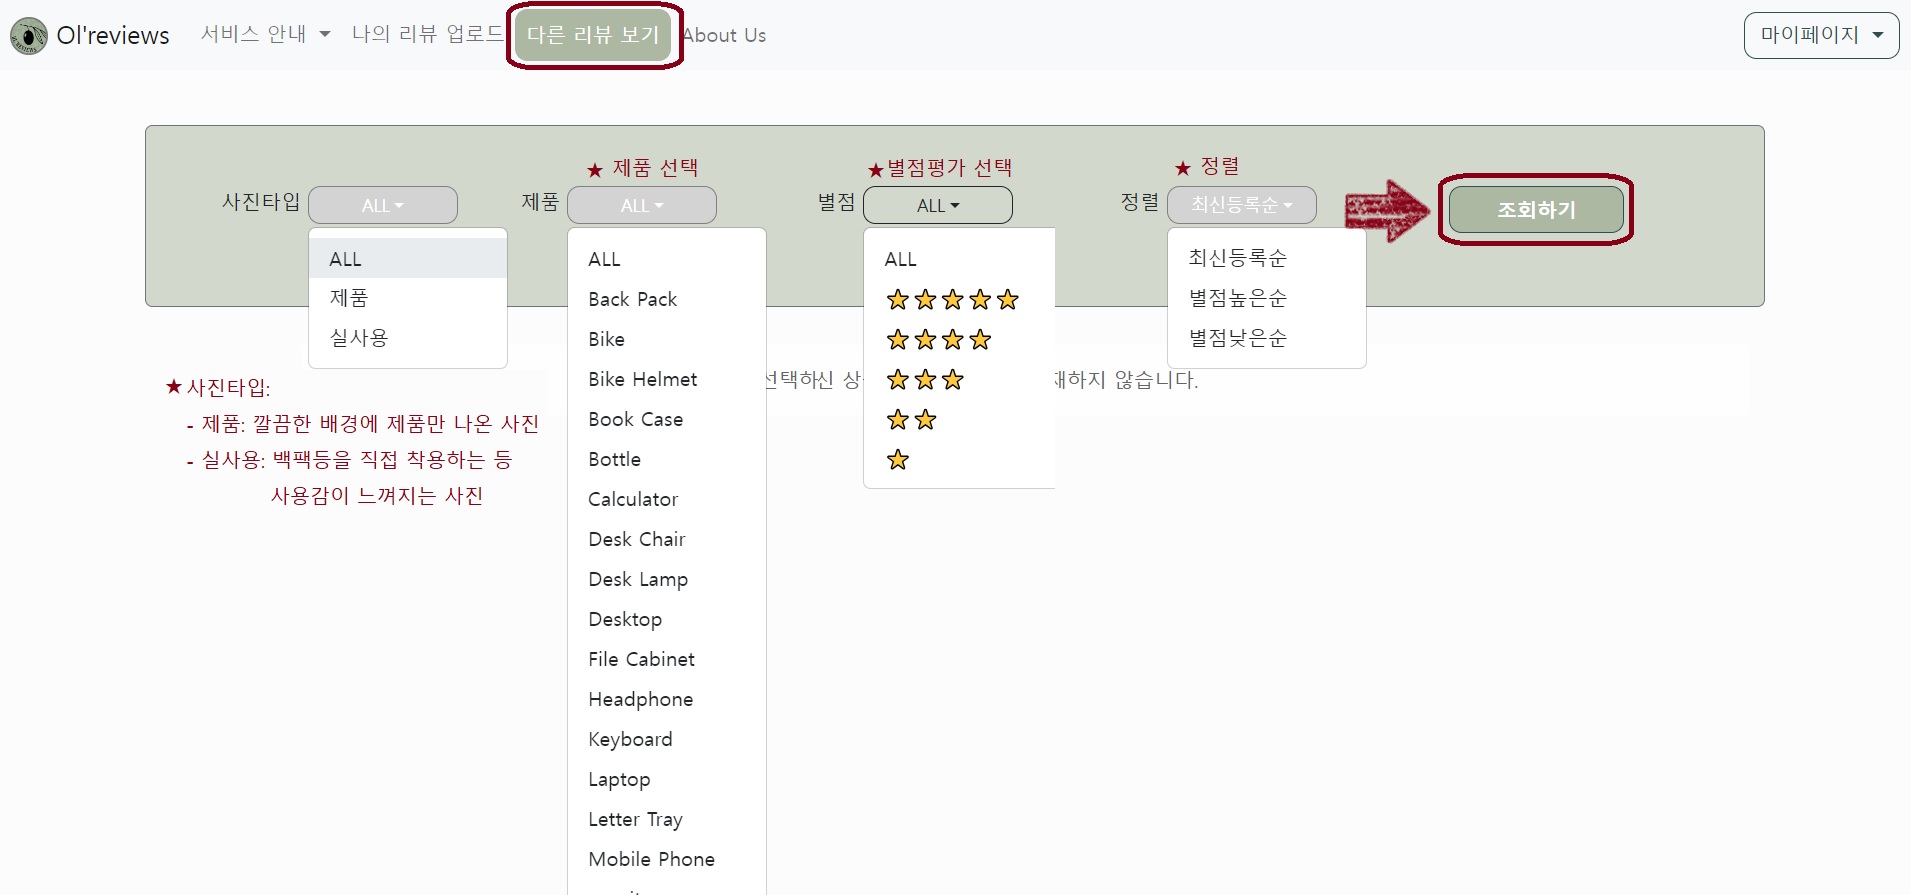 Ol'reviews 서비스 안내 나의 리뷰 업로드 다른 리뷰 보기 About Us 마이페이지
★ 제품 선택 ★별점평가 선택 ★ 정렬
사진타입 ALL 제품 ALL 별점 ALL 정렬 최신등록순 조회하기
ALL
제품
실사용
ALL
Back Pack
Bike
Bike Helmet
Book Case
Bottle
Calculator
Desk Chair
Desk Lamp
Desktop
File Cabinet
Headphone
Keyboard
Laptop
Letter Tray
Mobile Phone
ALL
최신등록순
별점높은순
별점낮은순
선택하신 않습니다.
★사진타입:
- 제품: 깔끔한 배경에 제품만 나온 사진
- 실사용: 백팩등을 직접 착용하는 등
사용감이 느껴지는 사진